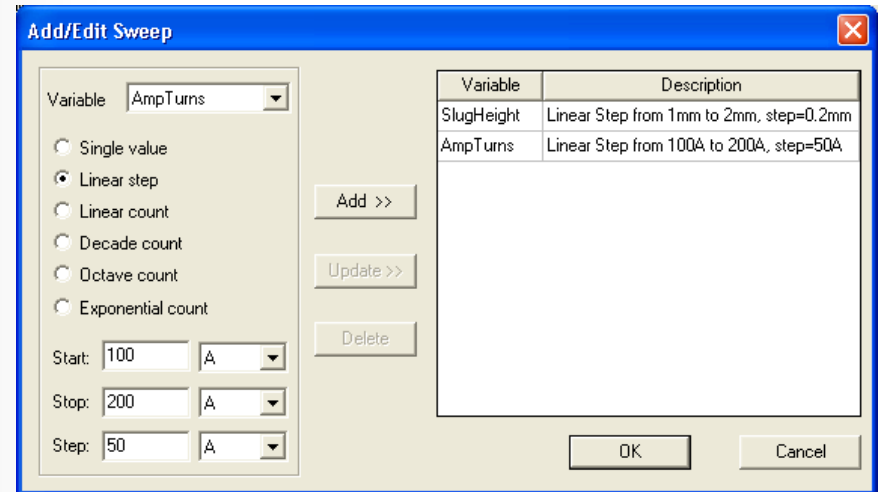 Add/Edit Sweep
Variable AmpTurns
Single value
Linear step
Linear count
Decade count
Octave count
Exponential count
Start: 100 A
Stop: 200 A
Step: 50 A
Add >>
Update >>
Delete
Variable Description
SlugHeight Linear Step from 1mm to 2mm, step=0.2mm
AmpTurns Linear Step from 100A to 200A, step=50A
OK Cancel